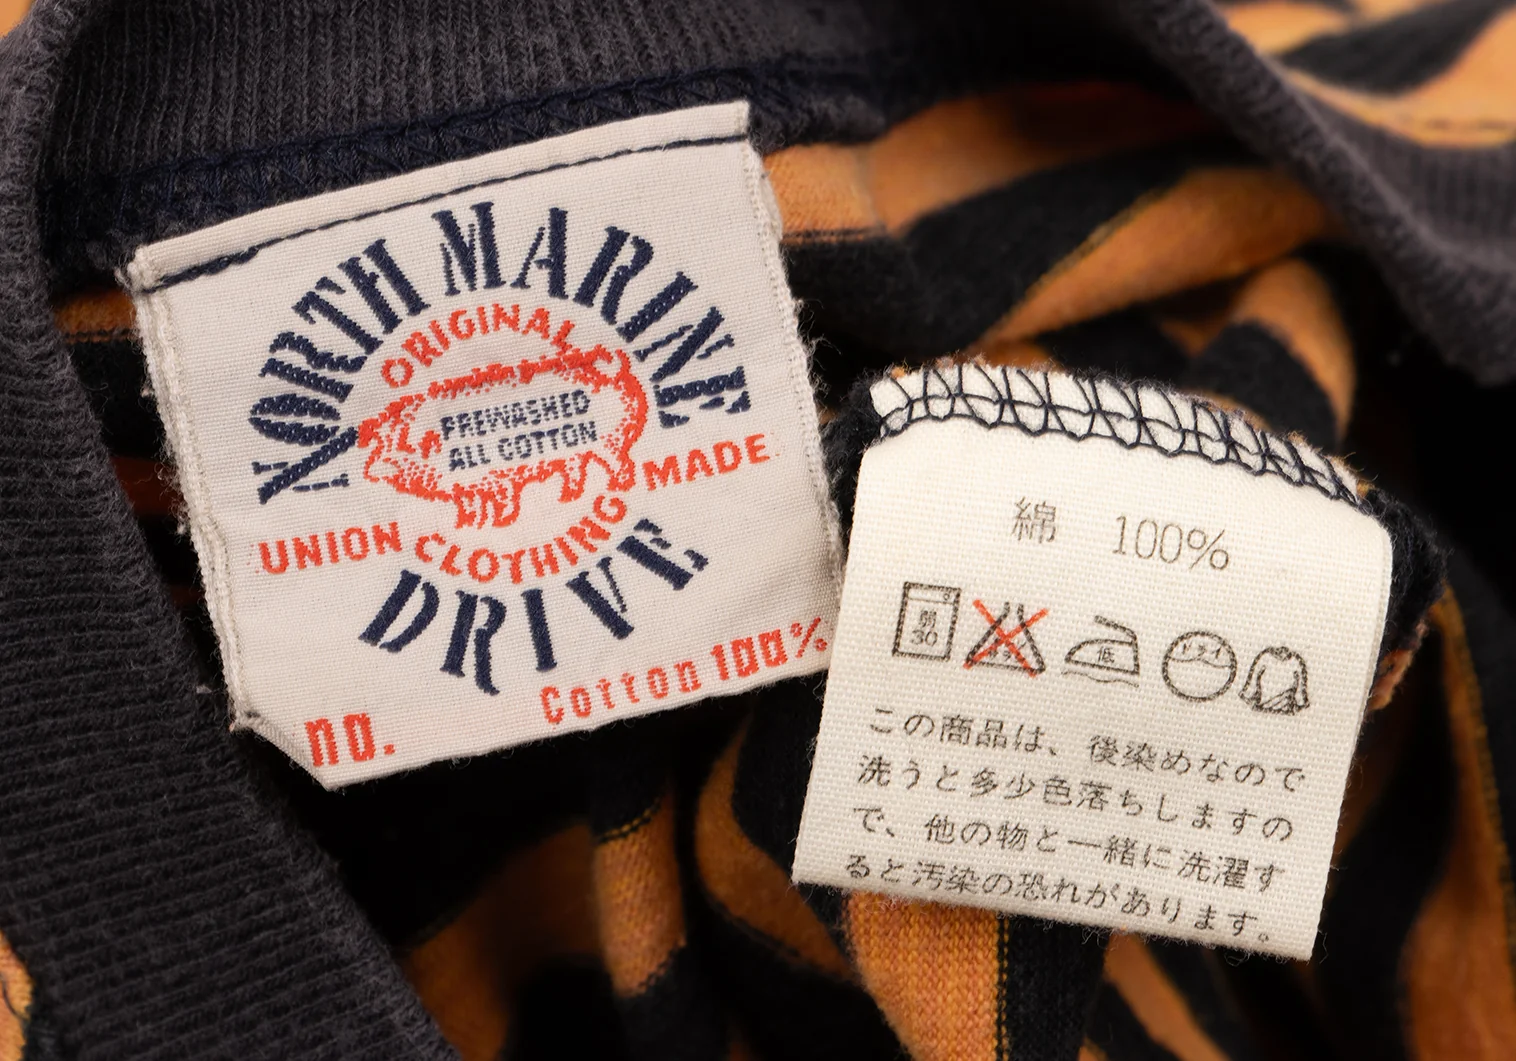 NORTH MARINE
ORIGINAL
PREWASHED
ALL COTTON
UNION CLOTHING MADE
DRIVE
Cotton 100%
no.
綿 100%
弱
30
低
ドライ
この商品は、後染めなので
洗うと多少色落ちしますの
で、他の物と一緒に洗濯す
ると汚染の恐れがあります。